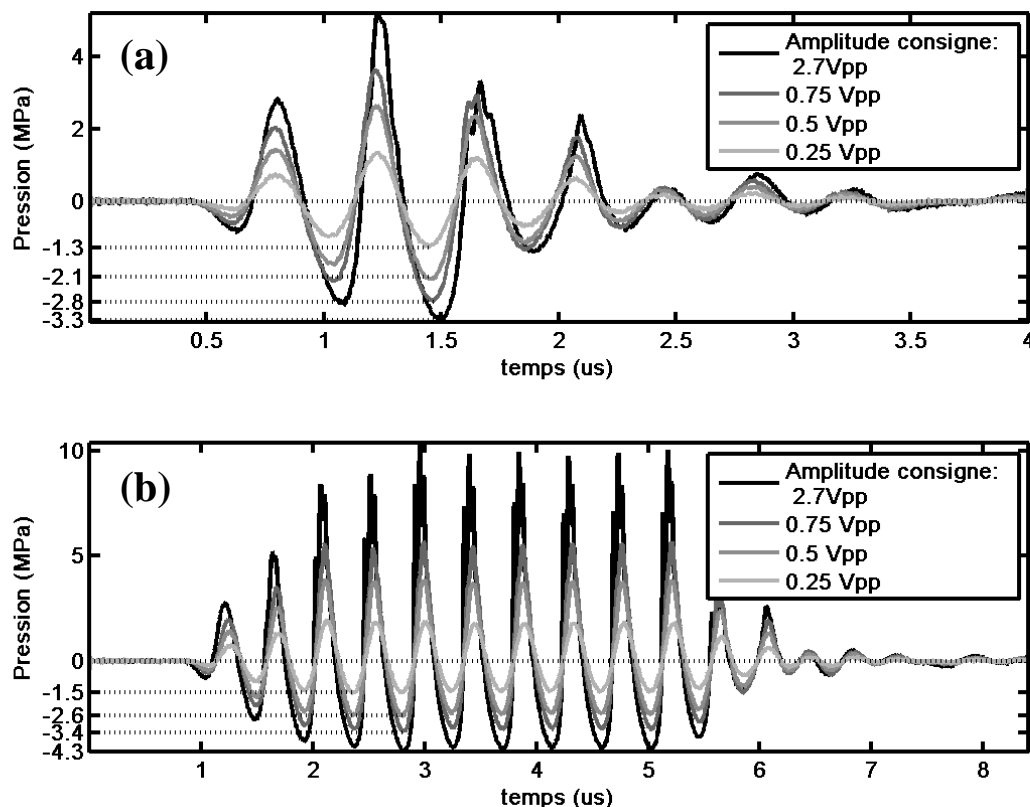 (a)
Amplitude consigne:
2.7Vpp
0.75 Vpp
0.5 Vpp
0.25 Vpp
Pression (MPa)
4
2
0
-1.3
-2.1
-2.8
-3.3
0.5 1 1.5 2 2.5 3 3.5 4
temps (us)
(b)
Amplitude consigne:
2.7Vpp
0.75 Vpp
0.5 Vpp
0.25 Vpp
Pression (MPa)
10
5
0
-1.5
-2.6
-3.4
-4.3
1 2 3 4 5 6 7 8
temps (us)